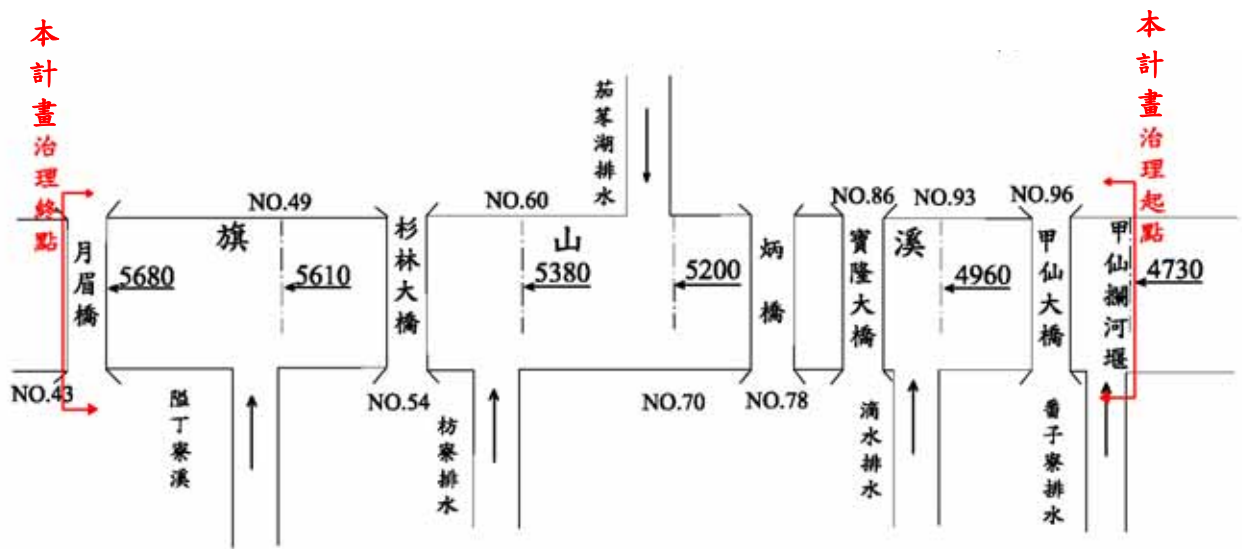 本計畫治理終點
本計畫治理起點
茄苳湖排水
NO.49
NO.60
NO.86
NO.93
NO.96
旗
山
溪
月眉橋
杉林大橋
炳橋
寶隆大橋
甲仙大橋
甲仙攔河堰
5680
5610
5380
5200
4960
4730
NO.43
NO.54
NO.70
NO.78
隘丁寮溪
枋寮排水
滴水排水
番子寮排水